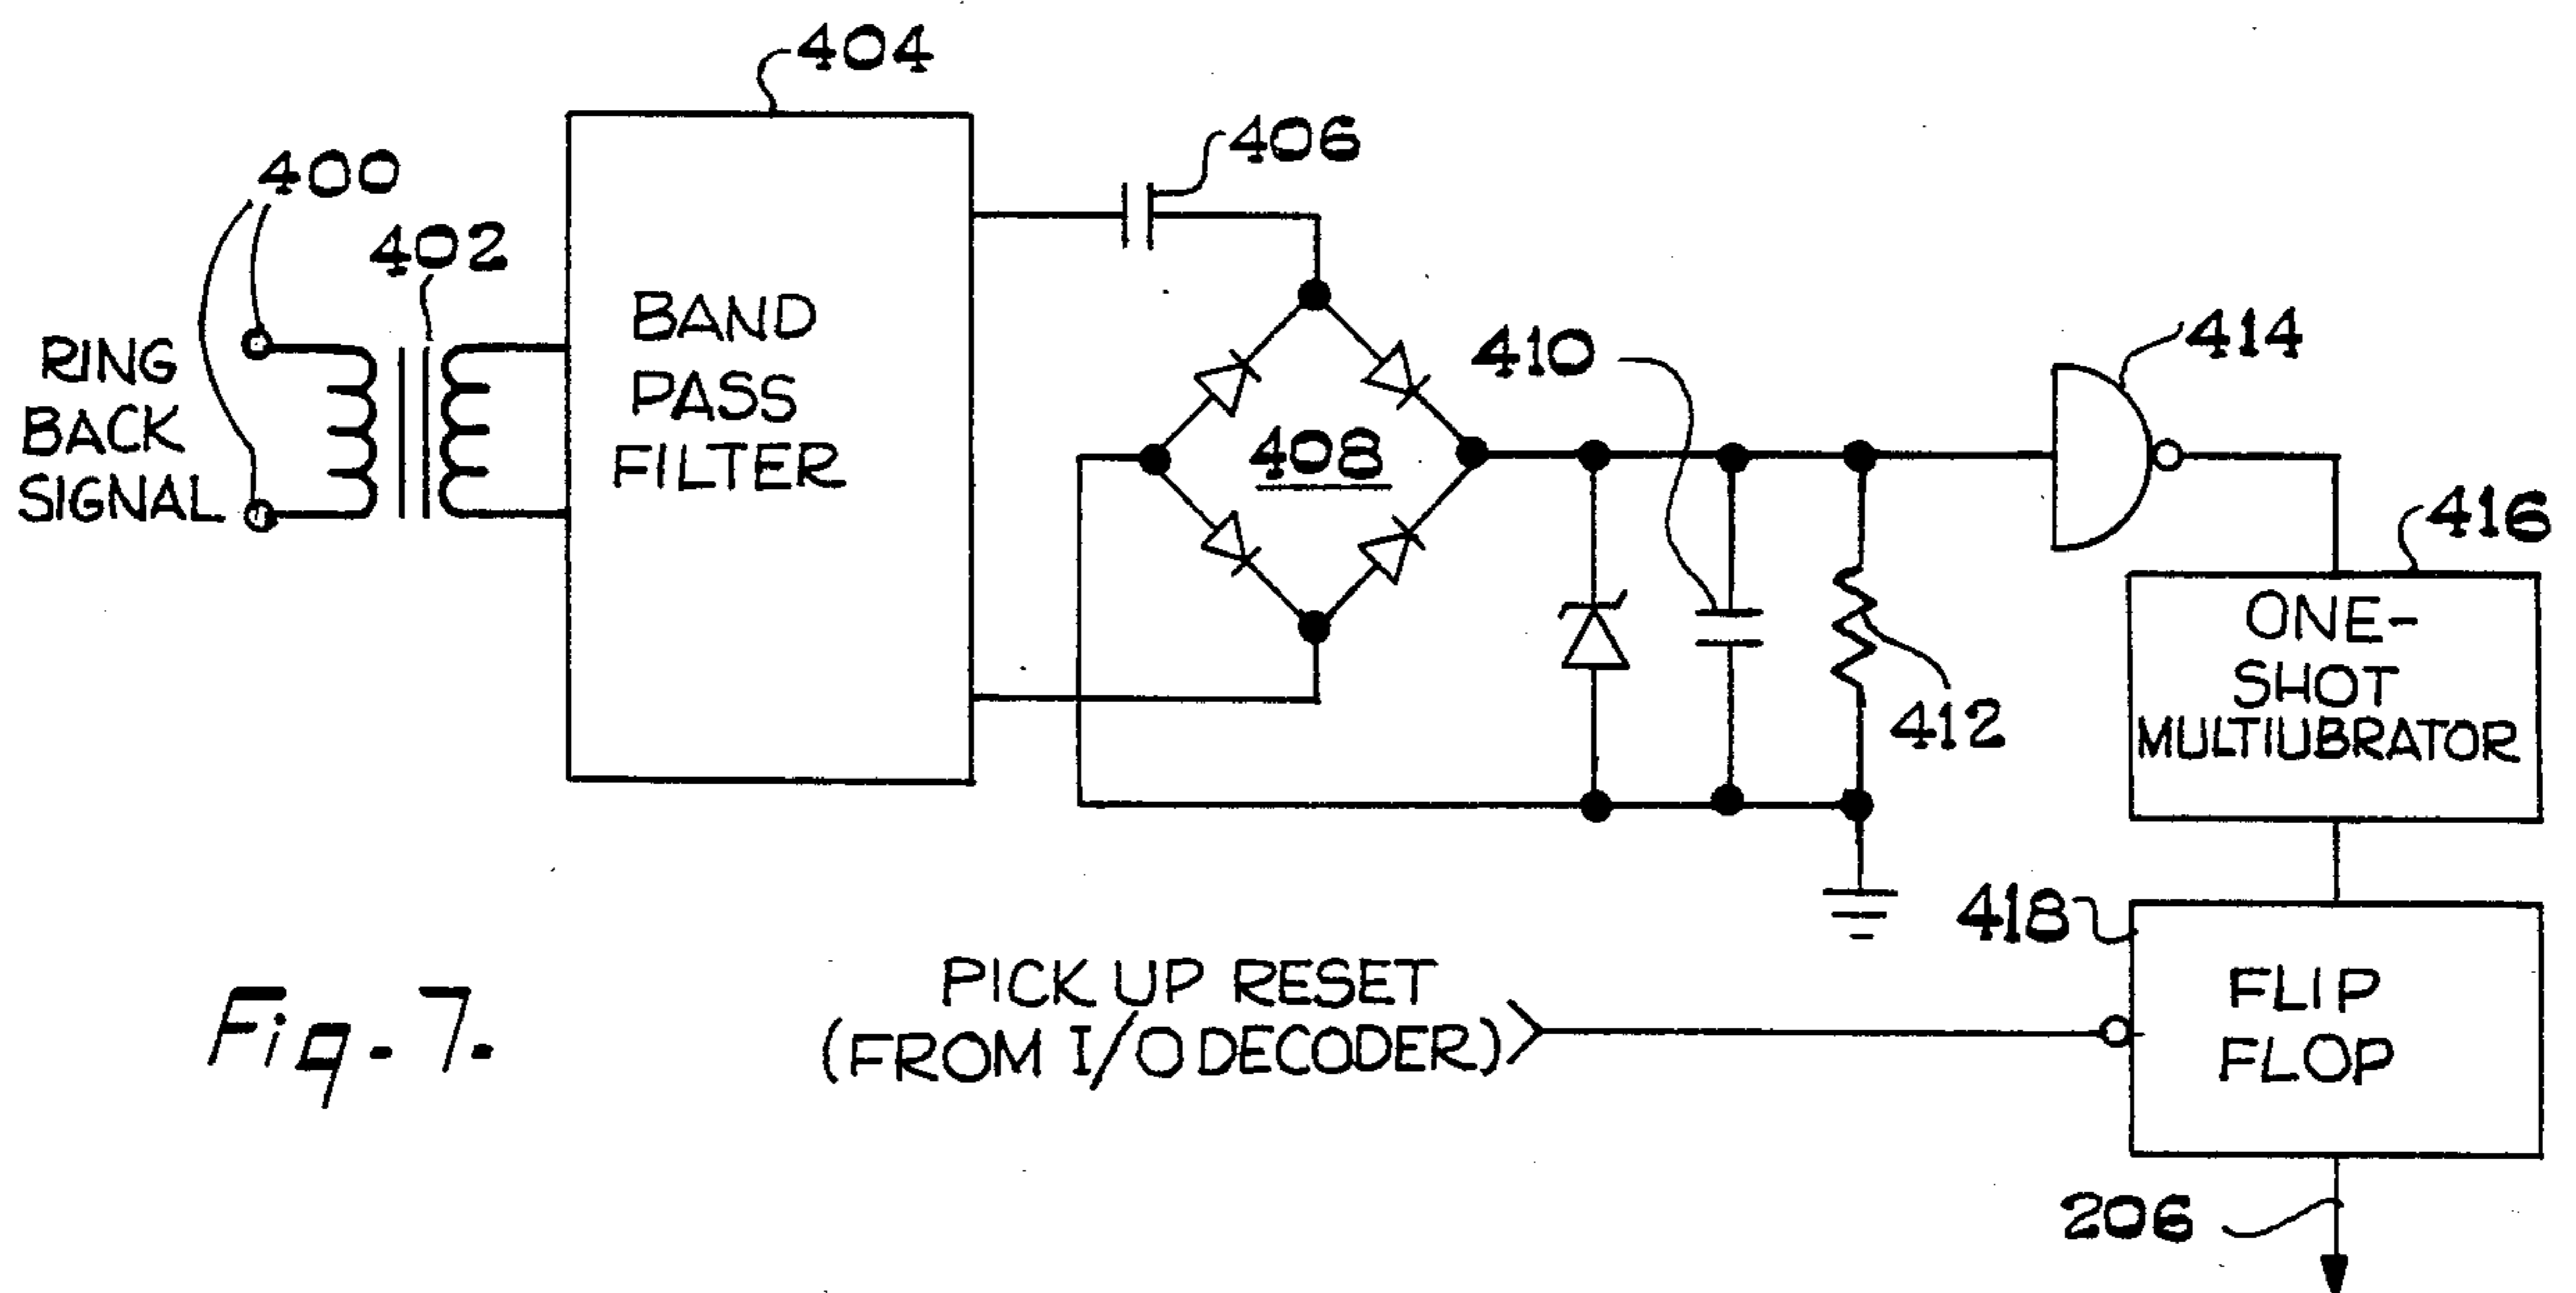 404
406
400
402
RING
BACK
SIGNAL
BAND
PASS
FILTER
408
410
414
416
ONE-
SHOT
MULTIUBRATOR
412
418
FLIP
FLOP
PICK UP RESET
(FROM I/O DECODER)
206
Fig. 7.